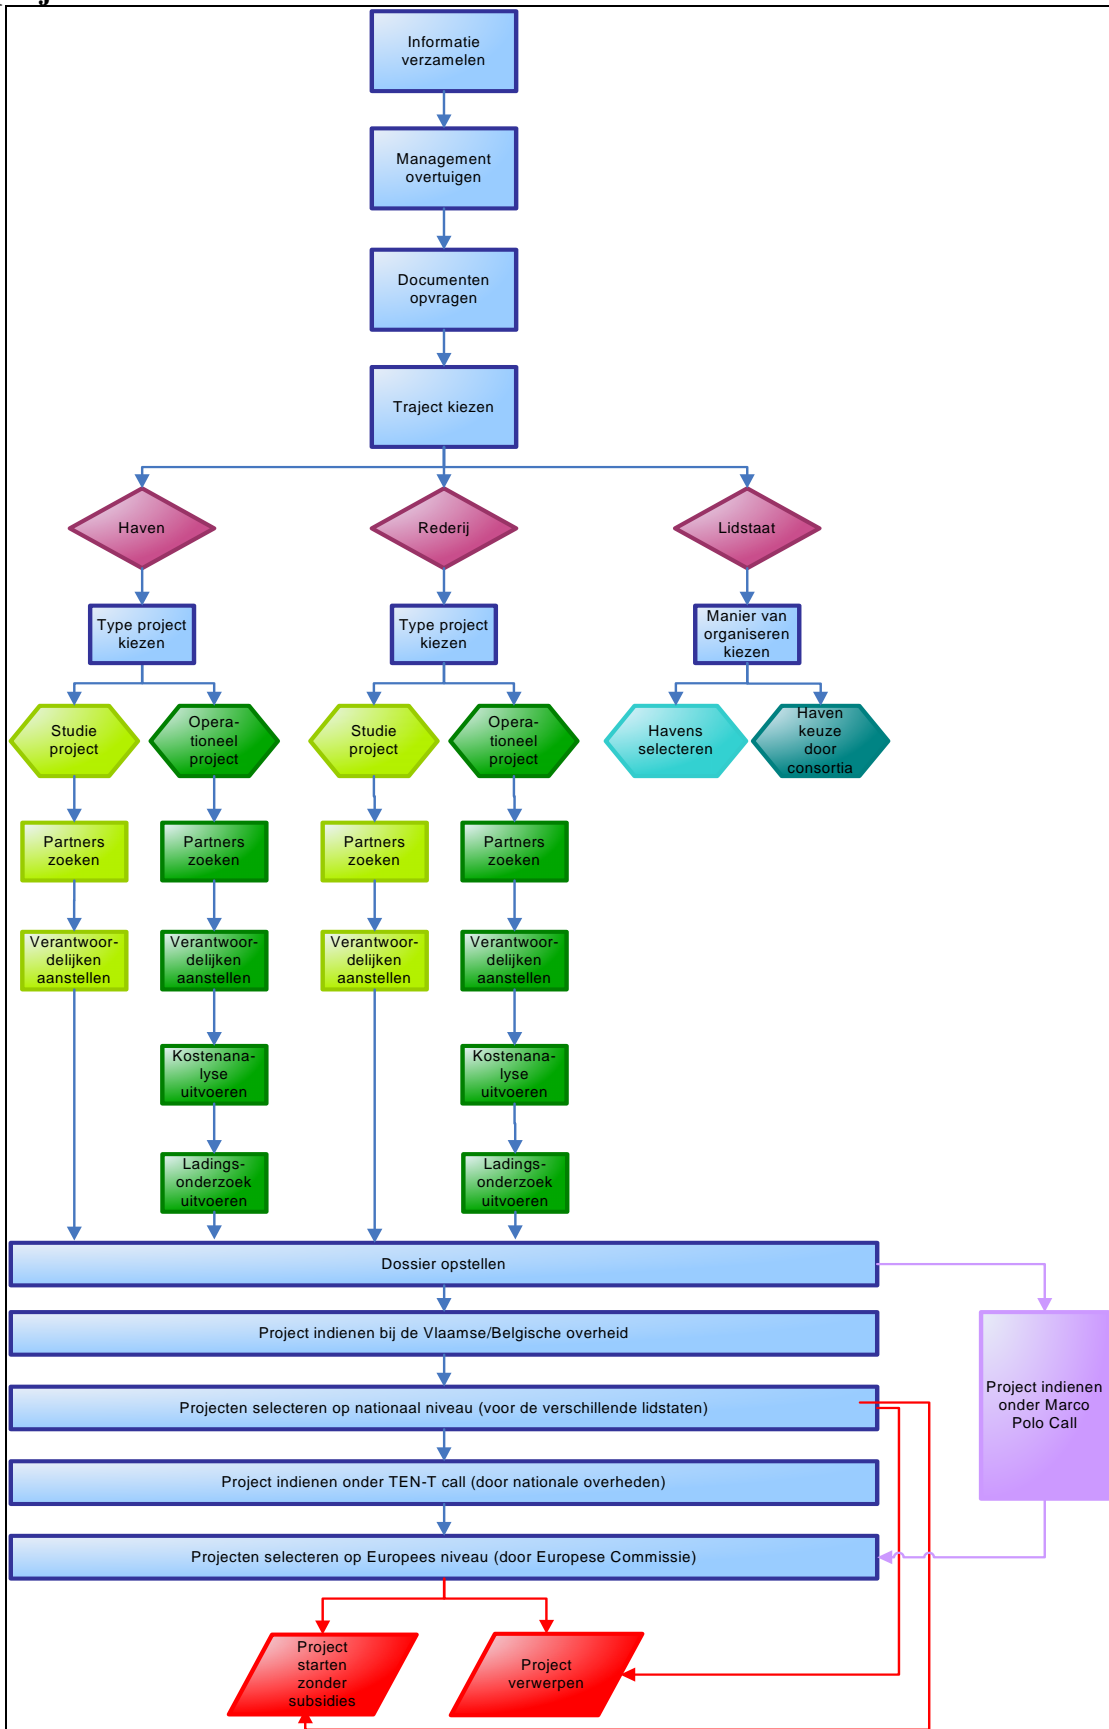 Informatie
verzamelen
Management
overtuigen
Documenten
opvragen
Traject kiezen
Haven
Rederij
Lidstaat
Type project
kiezen
Type project
kiezen
Manier van
organiseren
kiezen
Studie
project
Opera-
tioneel
project
Studie
project
Opera-
tioneel
project
Havens
selecteren
Haven
keuze
door
consortia
Partners
zoeken
Partners
zoeken
Partners
zoeken
Partners
zoeken
Verantwoor-
delijken
aanstellen
Verantwoor-
delijken
aanstellen
Verantwoor-
delijken
aanstellen
Verantwoor-
delijken
aanstellen
Kostenana-
lyse
uitvoeren
Kostenana-
lyse
uitvoeren
Ladings-
onderzoek
uitvoeren
Ladings-
onderzoek
uitvoeren
Dossier opstellen
Project indienen bij de Vlaamse/Belgische overheid
Projecten selecteren op nationaal niveau (voor de verschillende lidstaten)
Project indienen
onder Marco
Polo Call
Project indienen onder TEN-T call (door nationale overheden)
Projecten selecteren op Europees niveau (door Europese Commissie)
Project
starten
zonder
subsidies
Project
verwerpen